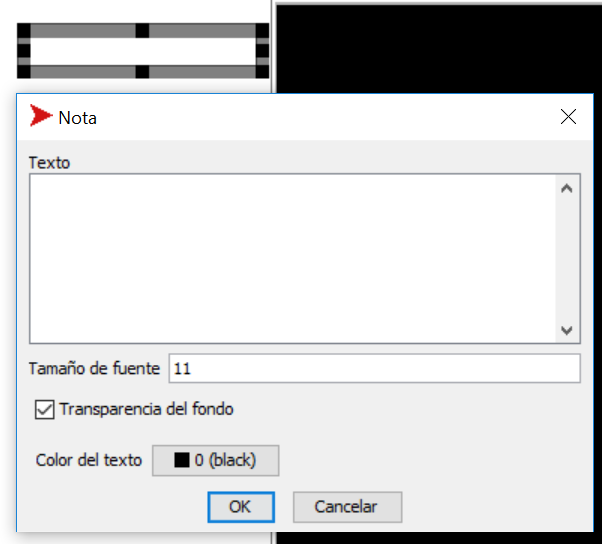 Nota
Texto
Tamaño de fuente 11
Transparencia del fondo
Color del texto 0 (black)
OK Cancelar